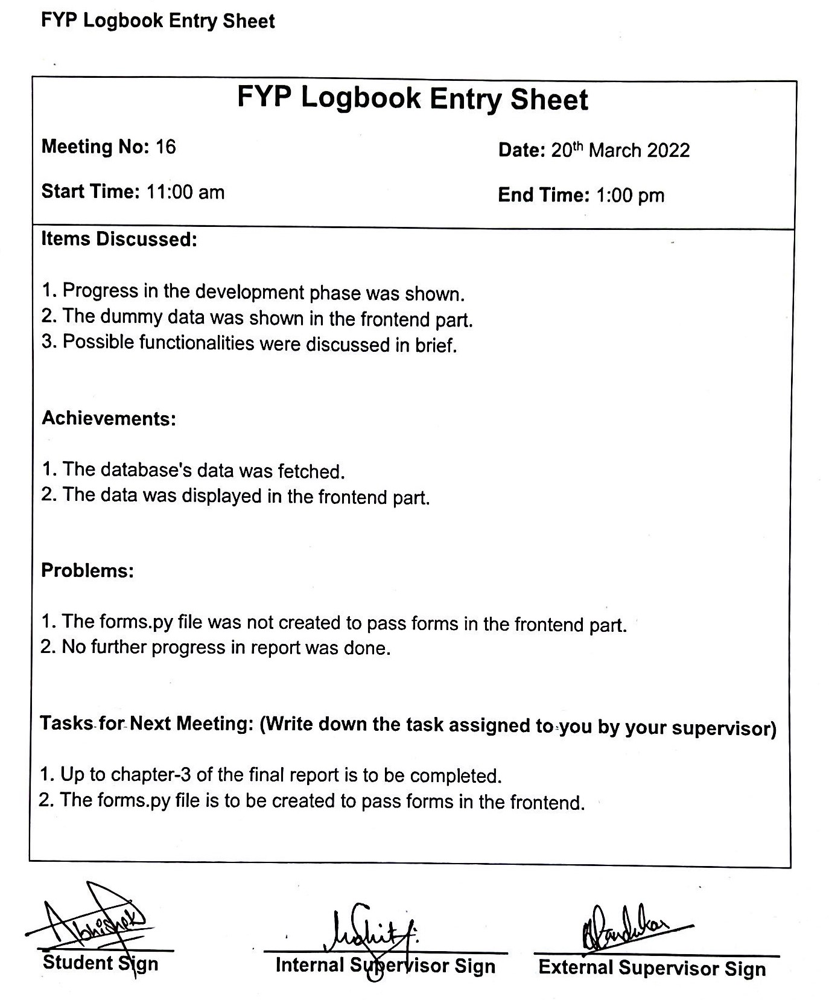 FYP Logbook Entry Sheet
FYP Logbook Entry Sheet
Meeting No: 16
Date: 20th March 2022
Start Time: 11:00 am
End Time: 1:00 pm
Items Discussed:
1. Progress in the development phase was shown.
2. The dummy data was shown in the frontend part.
3. Possible functionalities were discussed in brief.
Achievements:
1. The database's data was fetched.
2. The data was displayed in the frontend part.
Problems:
1. The forms.py file was not created to pass forms in the frontend part.
2. No further progress in report was done.
Tasks for Next Meeting: (Write down the task assigned to you by your supervisor)
1. Up to chapter-3 of the final report is to be completed.
2. The forms.py file is to be created to pass forms in the frontend.
Abhishek
Student Sign
Internal Supervisor Sign
External Supervisor Sign